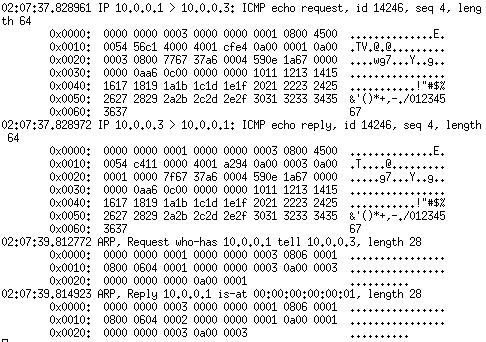 02:07:37.828961 IP 10.0.0.1 > 10.0.0.3: ICMP echo request, id 14246, seq 4, leng
th 64
0x0000: 0000 0000 0003 0000 0000 0001 0800 4500 ..............E.
0x0010: 0054 56c1 4000 4001 cfe4 0a00 0001 0a00 .TV.@.@.........
0x0020: 0003 0800 7767 37a6 0004 590e 1a67 0000 ....wg7...Y..g..
0x0030: 0000 0aa6 0c00 0000 0000 1011 1213 1415 ................
0x0040: 1617 1819 1a1b 1c1d 1e1f 2021 2223 2425 ...........!"#$%
0x0050: 2627 2829 2a2b 2c2d 2e2f 3031 3233 3435 &'()*+,-./012345
0x0060: 3637 67
02:07:37.828972 IP 10.0.0.3 > 10.0.0.1: ICMP echo reply, id 14246, seq 4, length
64
0x0000: 0000 0000 0001 0000 0000 0003 0800 4500 ..............E.
0x0010: 0054 c411 0000 4001 a294 0a00 0003 0a00 .T....@.........
0x0020: 0001 0000 7f67 37a6 0004 590e 1a67 0000 .....g7...Y..g..
0x0030: 0000 0aa6 0c00 0000 0000 1011 1213 1415 ................
0x0040: 1617 1819 1a1b 1c1d 1e1f 2021 2223 2425 ...........!"#$%
0x0050: 2627 2829 2a2b 2c2d 2e2f 3031 3233 3435 &'()*+,-./012345
0x0060: 3637 67
02:07:39.812772 ARP, Request who-has 10.0.0.1 tell 10.0.0.3, length 28
0x0000: 0000 0000 0001 0000 0000 0003 0806 0001 ................
0x0010: 0800 0604 0001 0000 0000 0003 0a00 0003 ................
0x0020: 0000 0000 0000 0a00 0001 ..........
02:07:39.814923 ARP, Reply 10.0.0.1 is-at 00:00:00:00:00:01, length 28
0x0000: 0000 0000 0003 0000 0000 0001 0806 0001 ................
0x0010: 0800 0604 0002 0000 0000 0001 0a00 0001 ................
0x0020: 0000 0000 0003 0a00 0003 ..........